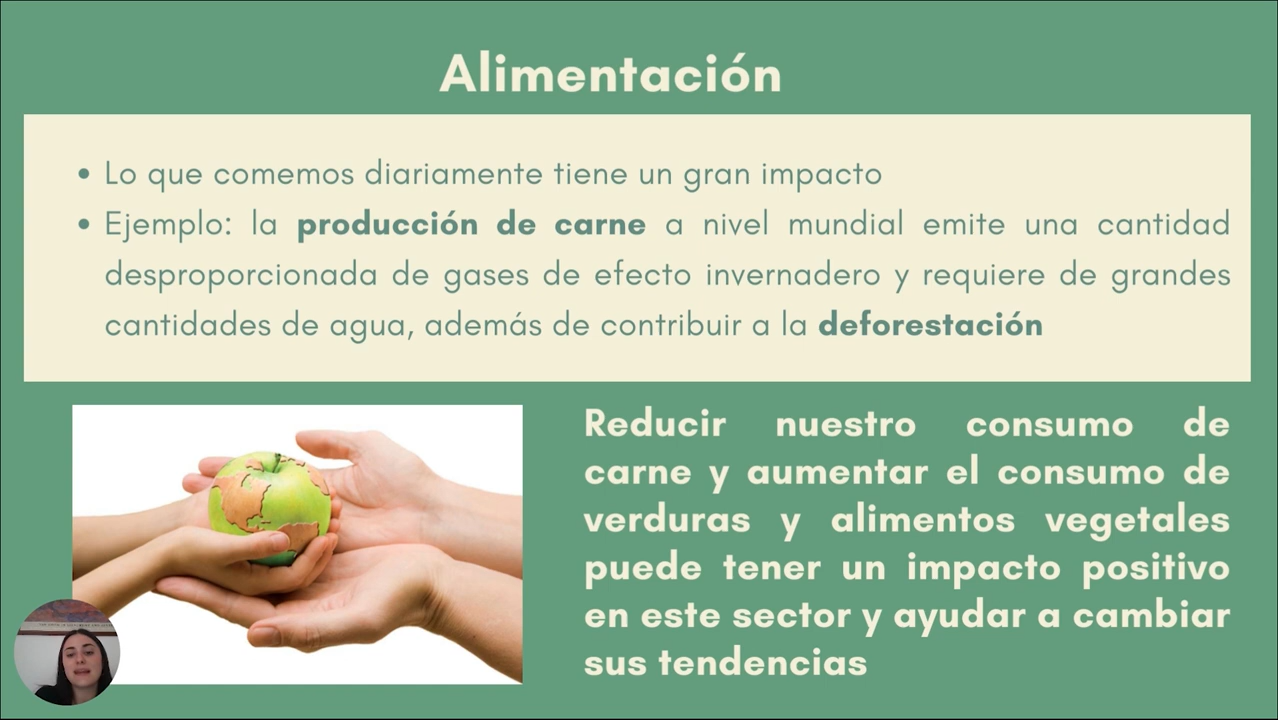 Alimentación
• Lo que comemos diariamente tiene un gran impacto
• Ejemplo: la producción de carne a nivel mundial emite una cantidad
desproporcionada de gases de efecto invernadero y requiere de grandes
cantidades de agua, además de contribuir a la deforestación
Reducir nuestro consumo de
carne y aumentar el consumo de
verduras y alimentos vegetales
puede tener un impacto positivo
en este sector y ayudar a cambiar
sus tendencias